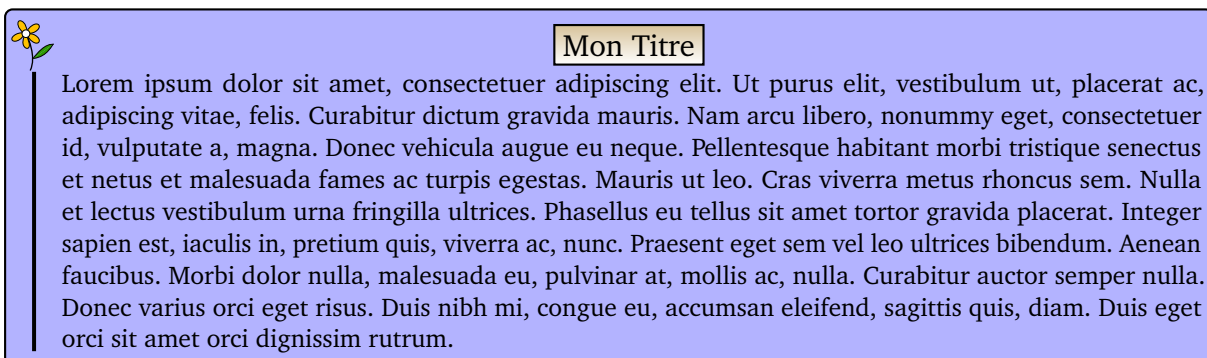 Mon Titre
Lorem ipsum dolor sit amet, consectetuer adipiscing elit. Ut purus elit, vestibulum ut, placerat ac,
adipiscing vitae, felis. Curabitur dictum gravida mauris. Nam arcu libero, nonummy eget, consectetuer
id, vulputate a, magna. Donec vehicula augue eu neque. Pellentesque habitant morbi tristique senectus
et netus et malesuada fames ac turpis egestas. Mauris ut leo. Cras viverra metus rhoncus sem. Nulla
et lectus vestibulum urna fringilla ultrices. Phasellus eu tellus sit amet tortor gravida placerat. Integer
sapien est, iaculis in, pretium quis, viverra ac, nunc. Praesent eget sem vel leo ultrices bibendum. Aenean
faucibus. Morbi dolor nulla, malesuada eu, pulvinar at, mollis ac, nulla. Curabitur auctor semper nulla.
Donec varius orci eget risus. Duis nibh mi, congue eu, accumsan eleifend, sagittis quis, diam. Duis eget
orci sit amet orci dignissim rutrum.